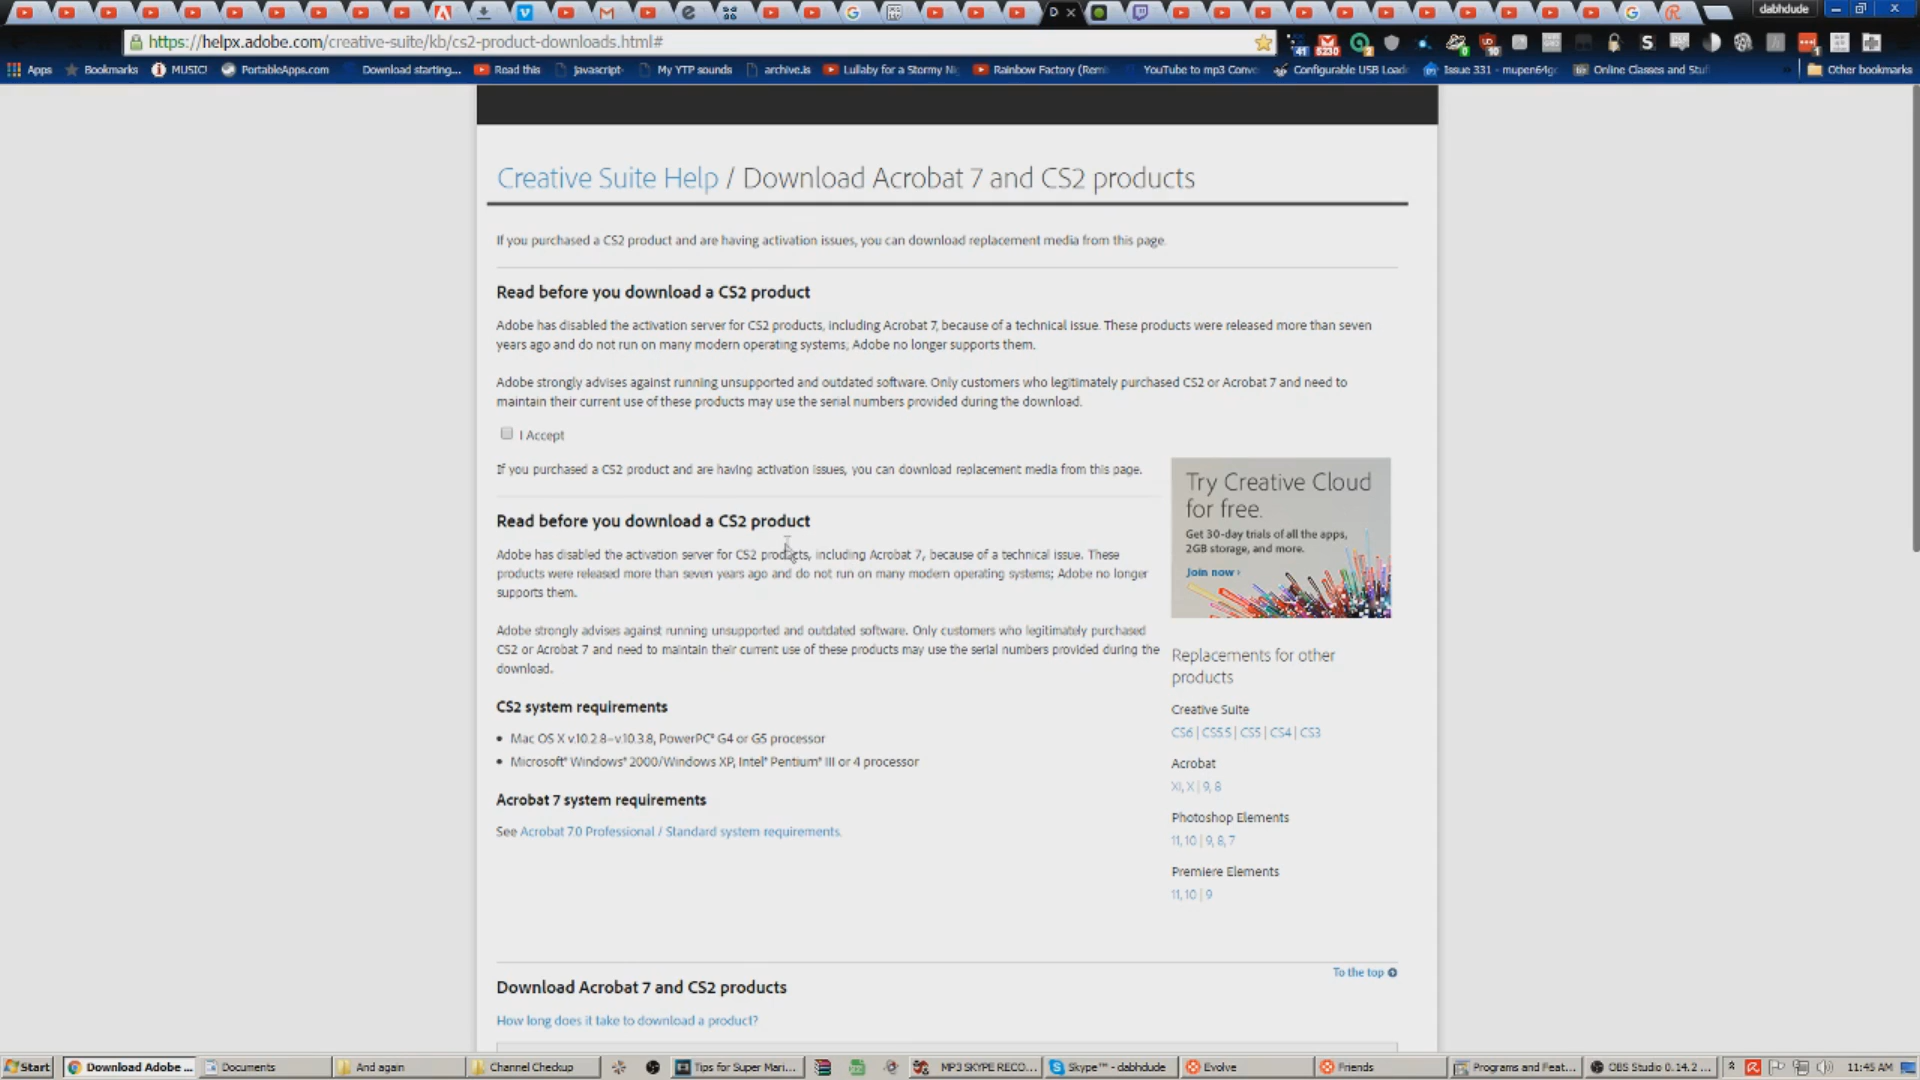 D
dabhdude
https://helpx.adobe.com/creative-suite/kb/cs2-product-downloads.html#
41
5230
Apps
Bookmarks
MUSIC!
PortableApps.com
Download starting...
Read this
javascript
My YTP sounds
archive.is
Lullaby for a Stormy Ni
Rainbow Factory (Rem
YouTube to mp3 Conve
Configurable USB Load
Issue 331 - mupen64
Online Classes and Stuf
Other bookmarks
Creative Suite Help / Download Acrobat 7 and CS2 products
If you purchased a CS2 product and are having activation issues, you can download replacement media from this page.
Read before you download a CS2 product
Adobe has disabled the activation server for CS2 products, including Acrobat 7, because of a technical issue. These products were released more than seven
years ago and do not run on many modern operating systems; Adobe no longer supports them.
Adobe strongly advises against running unsupported and outdated software. Only customers who legitimately purchased CS2 or Acrobat 7 and need to
maintain their current use of these products may use the serial numbers provided during the download.
I Accept
If you purchased a CS2 product and are having activation issues, you can download replacement media from this page.
Read before you download a CS2 product
Adobe has disabled the activation server for CS2 products, including Acrobat 7, because of a technical issue. These
products were released more than seven years ago and do not run on many modern operating systems; Adobe no longer
supports them.
Adobe strongly advises against running unsupported and outdated software. Only customers who legitimately purchased
CS2 or Acrobat 7 and need to maintain their current use of these products may use the serial numbers provided during the
download.
CS2 system requirements
• Mac OS X v.10.2.8–v.10.3.8, PowerPC® G4 or G5 processor
• Microsoft® Windows® 2000/Windows XP, Intel® Pentium® III or 4 processor
Acrobat 7 system requirements
See Acrobat 7.0 Professional / Standard system requirements.
Try Creative Cloud
for free.
Get 30-day trials of all the apps,
2GB storage, and more.
Join now ›
Replacements for other
products
Creative Suite
CS6 | CS5.5 | CS5 | CS4 | CS3
Acrobat
XI, X | 9, 8
Photoshop Elements
11, 10 | 9, 8, 7
Premiere Elements
11, 10 | 9
To the top
Download Acrobat 7 and CS2 products
How long does it take to download a product?
Start
Download Adobe ...
Documents
And again
Channel Checkup
Tips for Super Mari...
MP3 SKYPE RECO...
Skype™ - dabhdude
Evolve
Friends
Programs and Feat...
OBS Studio 0.14.2 ...
11:45 AM